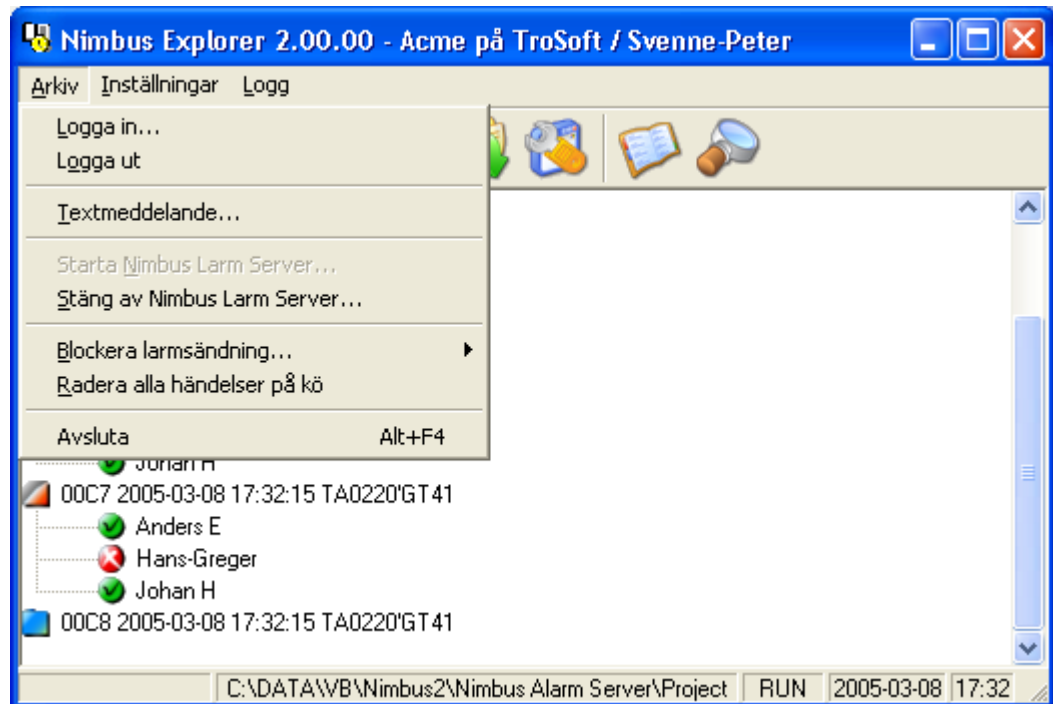 Nimbus Explorer 2.00.00 - Acme på TroSoft / Svenne-Peter
Arkiv Inställningar Logg
Logga in...
Logga ut
Textmeddelande...
Starta Nimbus Larm Server...
Stäng av Nimbus Larm Server...
Blockera larmsändning...
Radera alla händelser på kö
Avsluta Alt+F4
Johan H
00C7 2005-03-08 17:32:15 TA0220'GT41
Anders E
Hans-Greger
Johan H
00C8 2005-03-08 17:32:15 TA0220'GT41
C:\DATA\VB\Nimbus2\Nimbus Alarm Server\Project RUN 2005-03-08 17:32